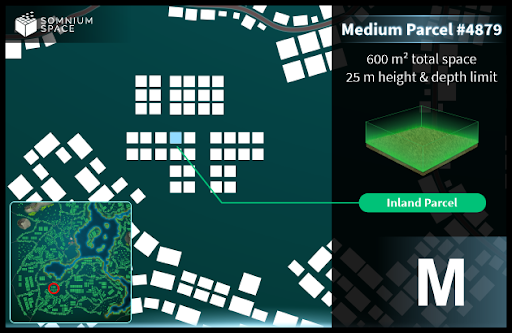 SOMNIUM
SPACE
Medium Parcel #4879
600 m² total space
25 m height & depth limit
Inland Parcel
M